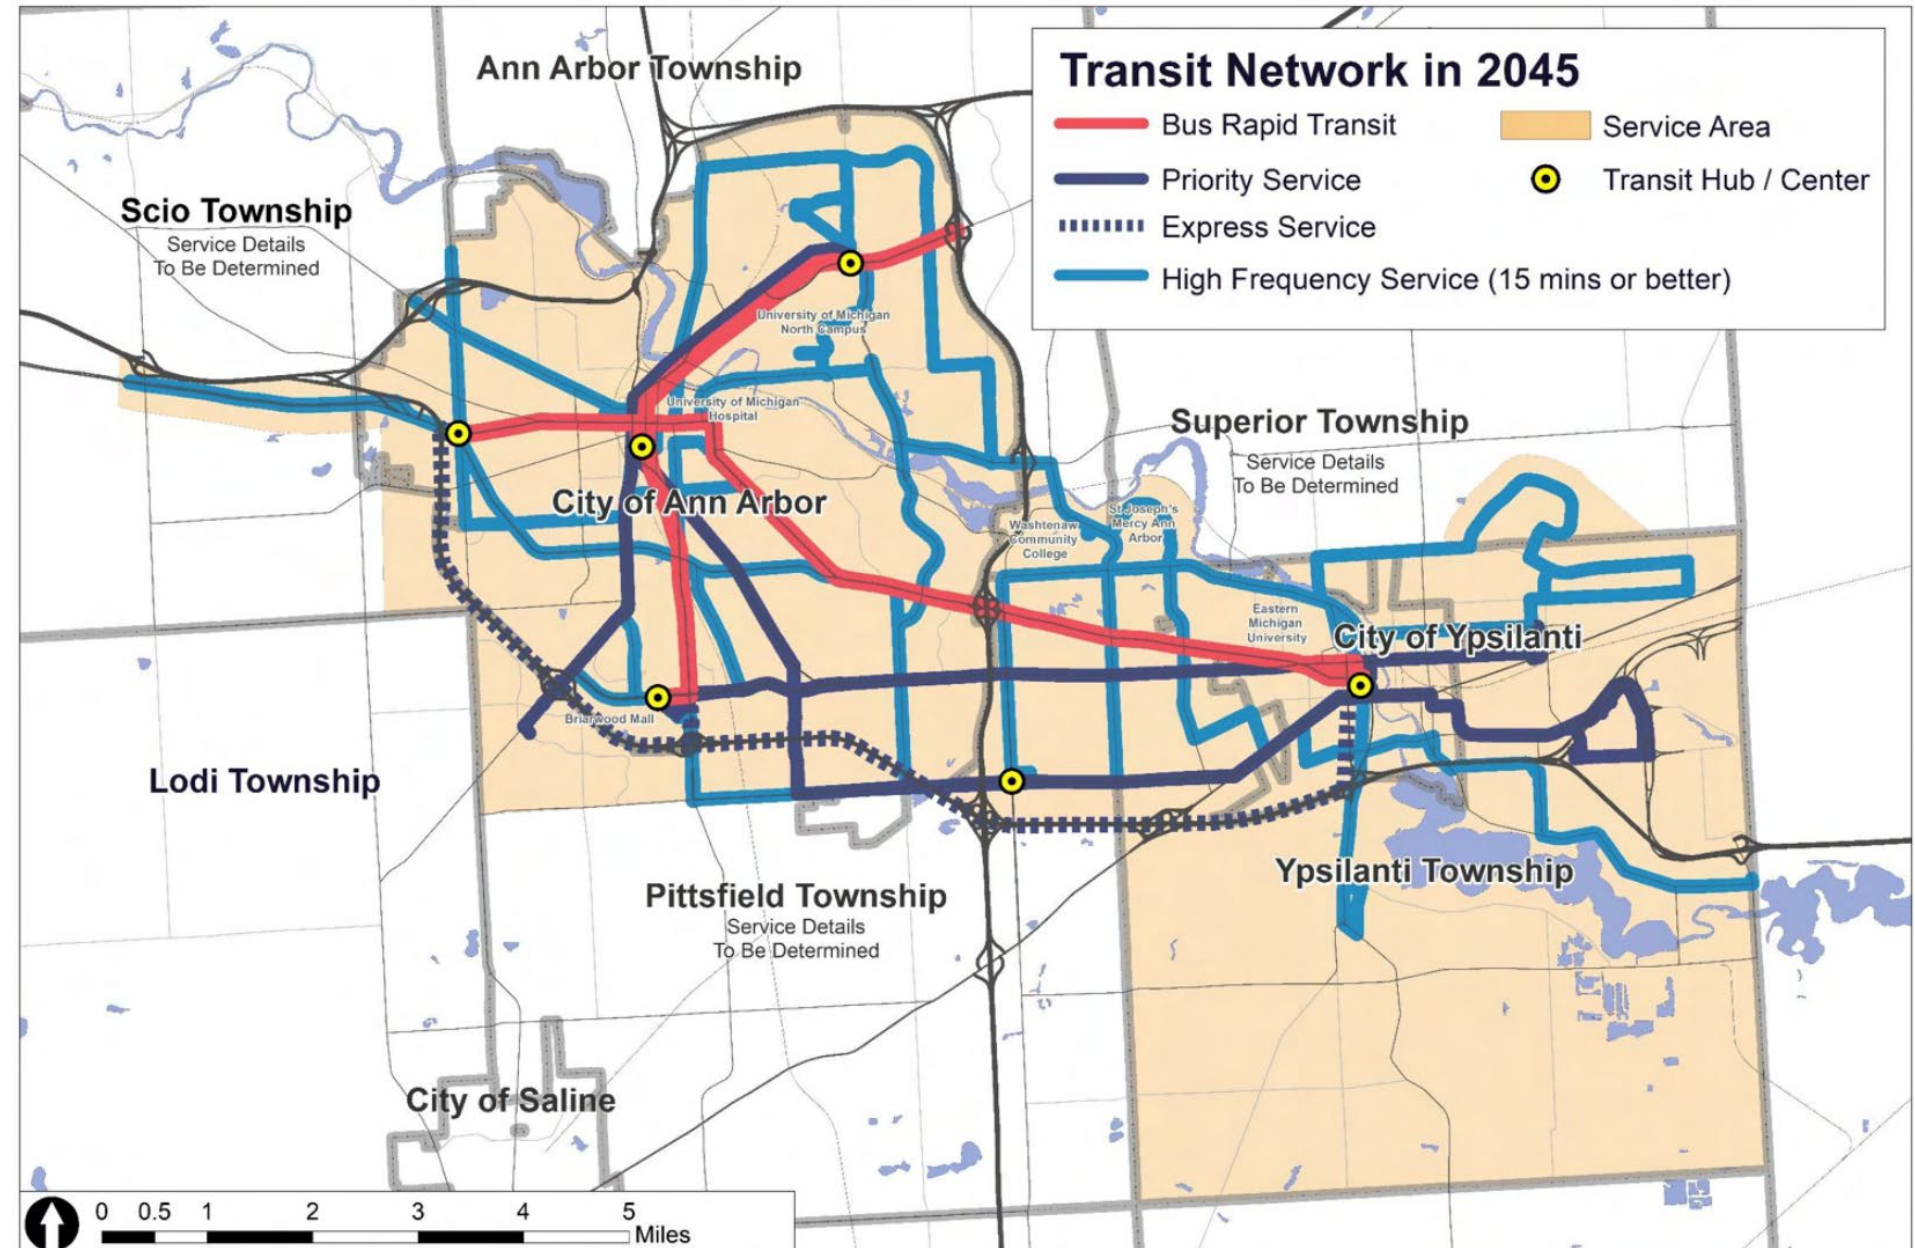 Ann Arbor Township
Transit Network in 2045
Bus Rapid Transit
Service Area
Priority Service
Transit Hub / Center
Express Service
High Frequency Service (15 mins or better)
Scio Township
Service Details
To Be Determined
University of Michigan
North Campus
University of Michigan
Hospital
Superior Township
Service Details
To Be Determined
City of Ann Arbor
Washtenaw
Community
College
St Joseph's
Mercy Ann
Arbor
Eastern
Michigan
University
City of Ypsilanti
Briarwood Mall
Lodi Township
Pittsfield Township
Service Details
To Be Determined
Ypsilanti Township
City of Saline
0 0.5 1 2 3 4 5
Miles